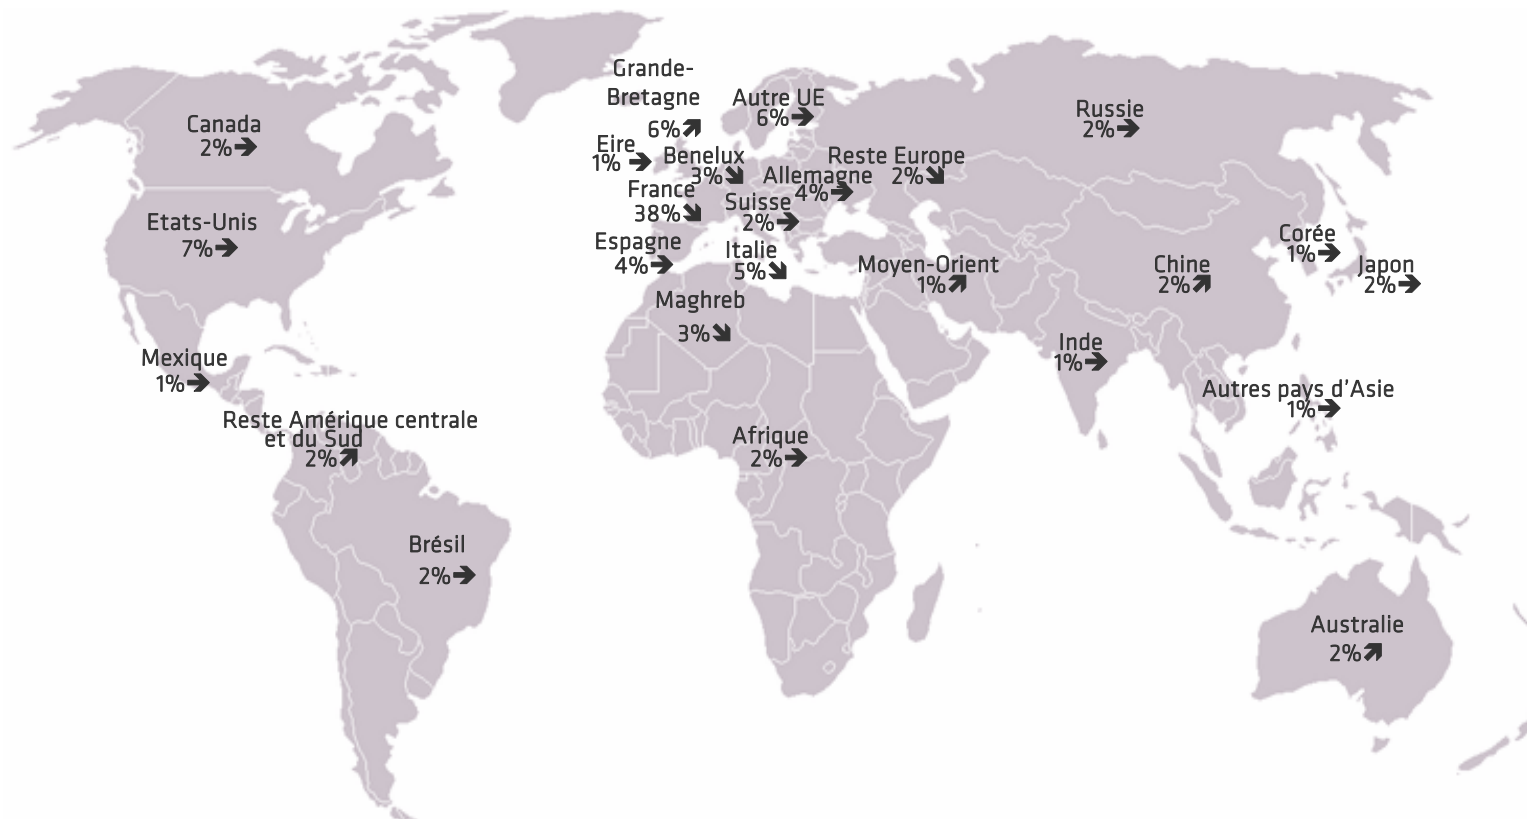 Grande-
Bretagne
6%
Autre UE
6%
Canada
2%
Russie
2%
Eire
1%
Benelux
3%
Reste Europe
2%
Allemagne
4%
France
38%
Suisse
2%
Etats-Unis
7%
Espagne
4%
Italie
5%
Moyen-Orient
1%
Chine
2%
Corée
1%
Japon
2%
Maghreb
3%
Inde
1%
Mexique
1%
Autres pays d'Asie
1%
Reste Amérique centrale
et du Sud
2%
Afrique
2%
Brésil
2%
Australie
2%